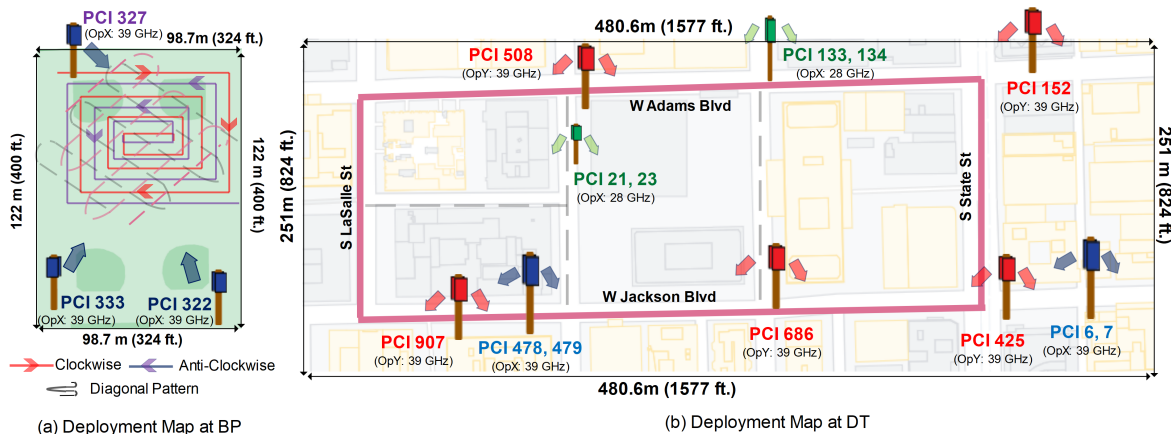 PCI 327
(OpX: 39 GHz)
98.7m (324 ft.)
122 m (400 ft.)
122 m (400 ft.)
PCI 333
(OpX: 39 GHz)
PCI 322
(OpX: 39 GHz)
98.7 m (324 ft.)
Clockwise
Anti-Clockwise
Diagonal Pattern
(a) Deployment Map at BP
480.6m (1577 ft.)
PCI 508
(OpY: 39 GHz)
PCI 133, 134
(OpX: 28 GHz)
PCI 152
(OpY: 39 GHz)
W Adams Blvd
251m (824 ft.)
S LaSalle St
PCI 21, 23
(OpX: 28 GHz)
S State St
251 m (824 ft.)
W Jackson Blvd
PCI 907
(OpY: 39 GHz)
PCI 478, 479
(OpX: 39 GHz)
PCI 686
(OpY: 39 GHz)
PCI 425
(OpY: 39 GHz)
PCI 6, 7
(OpX: 39 GHz)
480.6m (1577 ft.)
(b) Deployment Map at DT